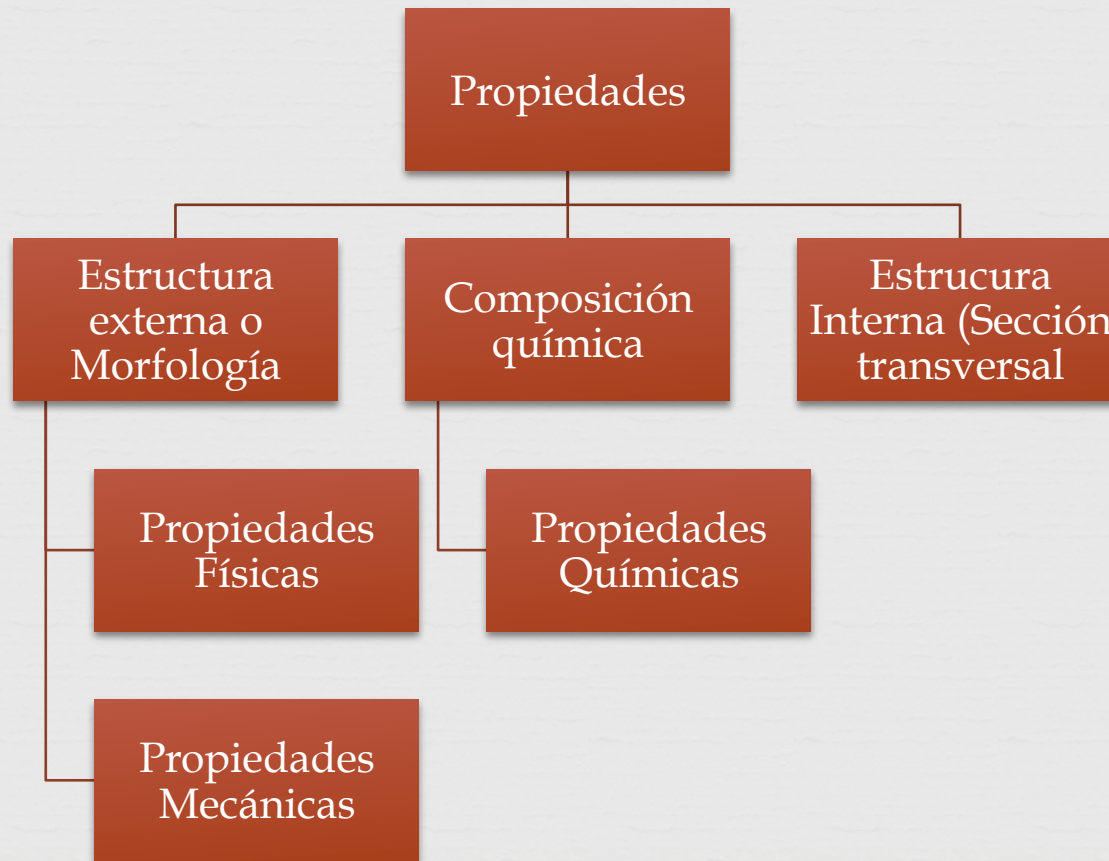 Propiedades
Estructura
externa o
Morfología
Composición
química
Estrucura
Interna (Sección
transversal
Propiedades
Físicas
Propiedades
Químicas
Propiedades
Mecánicas